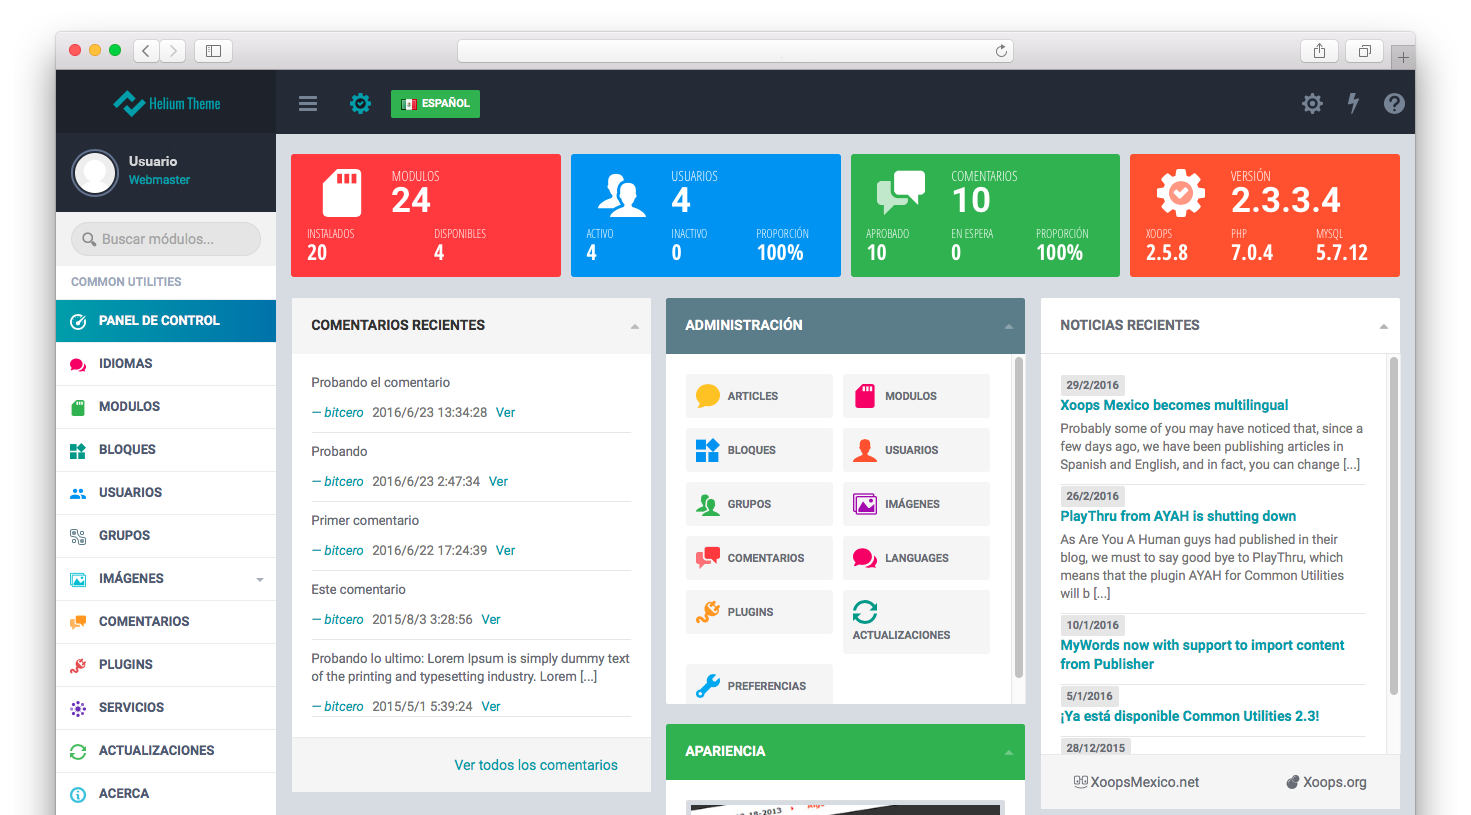 Helium Theme
ESPAÑOL
Usuario
Webmaster
Buscar módulos...
COMMON UTILITIES
PANEL DE CONTROL
IDIOMAS
MODULOS
BLOQUES
USUARIOS
GRUPOS
IMÁGENES
COMENTARIOS
PLUGINS
SERVICIOS
ACTUALIZACIONES
ACERCA
MODULOS
24
INSTALADOS
20
DISPONIBLES
4
USUARIOS
4
ACTIVO
4
INACTIVO
0
PROPORCIÓN
100%
COMENTARIOS
10
APROBADO
10
EN ESPERA
0
PROPORCIÓN
100%
VERSIÓN
2.3.3.4
XOOPS
2.5.8
PHP
7.0.4
MYSQL
5.7.12
COMENTARIOS RECIENTES
Probando el comentario
— bitcero 2016/6/23 13:34:28 Ver
Probando
— bitcero 2016/6/23 2:47:34 Ver
Primer comentario
— bitcero 2016/6/22 17:24:39 Ver
Este comentario
— bitcero 2015/8/3 3:28:56 Ver
Probando lo ultimo: Lorem Ipsum is simply dummy text
of the printing and typesetting industry. Lorem [...]
— bitcero 2015/5/1 5:39:24 Ver
Ver todos los comentarios
ADMINISTRACIÓN
ARTICLES
MODULOS
BLOQUES
USUARIOS
GRUPOS
IMÁGENES
COMENTARIOS
LANGUAGES
PLUGINS
ACTUALIZACIONES
PREFERENCIAS
APARIENCIA
NOTICIAS RECIENTES
29/2/2016
Xoops Mexico becomes multilingual
Probably some of you may have noticed that, since a
few days ago, we have been publishing articles in
Spanish and English, and in fact, you can change [...]
26/2/2016
PlayThru from AYAH is shutting down
As Are You A Human guys had published in their
blog, we must to say good bye to PlayThru, which
means that the plugin AYAH for Common Utilities
will b [...]
10/1/2016
MyWords now with support to import content
from Publisher
5/1/2016
¡Ya está disponible Common Utilities 2.3!
28/12/2015
XoopsMexico.net
Xoops.org